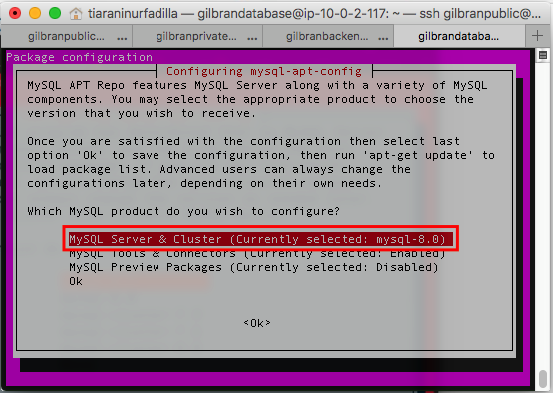 tiaraninurfadilla — gilbrandatabase@ip-10-0-2-117: ~ — ssh gilbranpublic@...
gilbranpublic... ...
gilbranprivate... ...
gilbranbacken... ...
gilbrandataba... ...
Package configuration
Configuring mysql-apt-config
MySQL APT Repo features MySQL Server along with a variety of MySQL
components. You may select the appropriate product to choose the
version that you wish to receive.
Once you are satisfied with the configuration then select last
option 'Ok' to save the configuration, then run 'apt-get update' to
load package list. Advanced users can always change the
configurations later, depending on their own needs.
Which MySQL product do you wish to configure?
MySQL Server & Cluster (Currently selected: mysql-8.0)
MySQL Tools & Connectors (Currently selected: Enabled)
MySQL Preview Packages (Currently selected: Disabled)
Ok
<Ok>